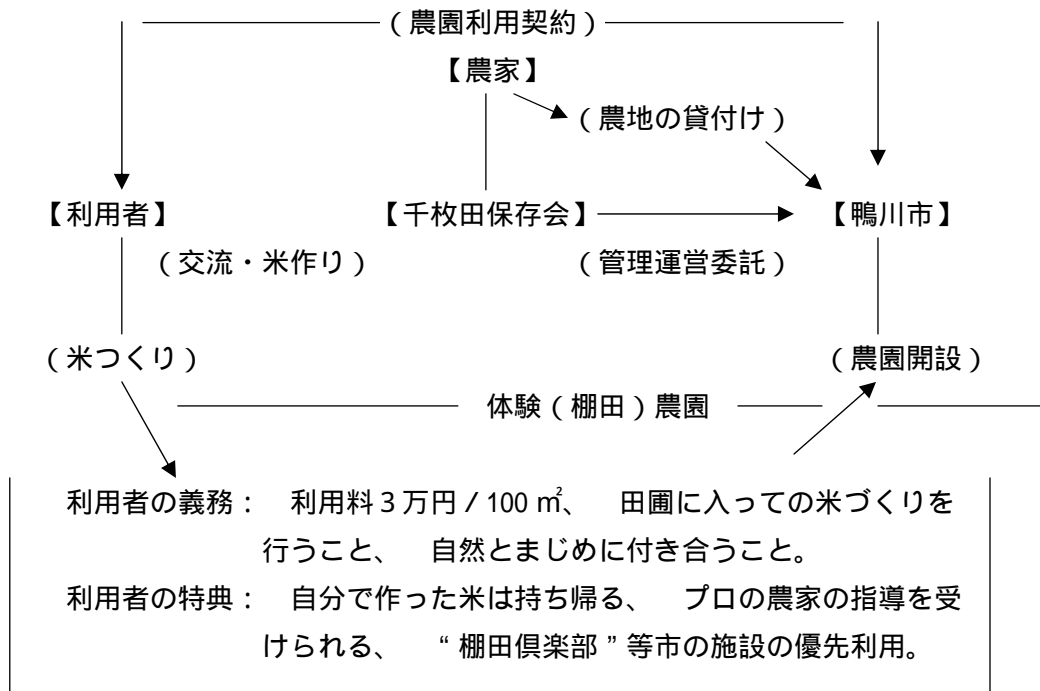 （農園利用契約）
【農家】
（農地の貸付け）
【利用者】 【千枚田保存会】 【鴨川市】
（交流・米作り） （管理運営委託）
（米つくり） （農園開設）
体験（棚田）農園
利用者の義務： 利用料３万円／100 ㎡、 田圃に入っての米づくりを
行うこと、 自然とまじめに付き合うこと。
利用者の特典： 自分で作った米は持ち帰る、 プロの農家の指導を受
けられる、 “棚田倶楽部”等市の施設の優先利用。